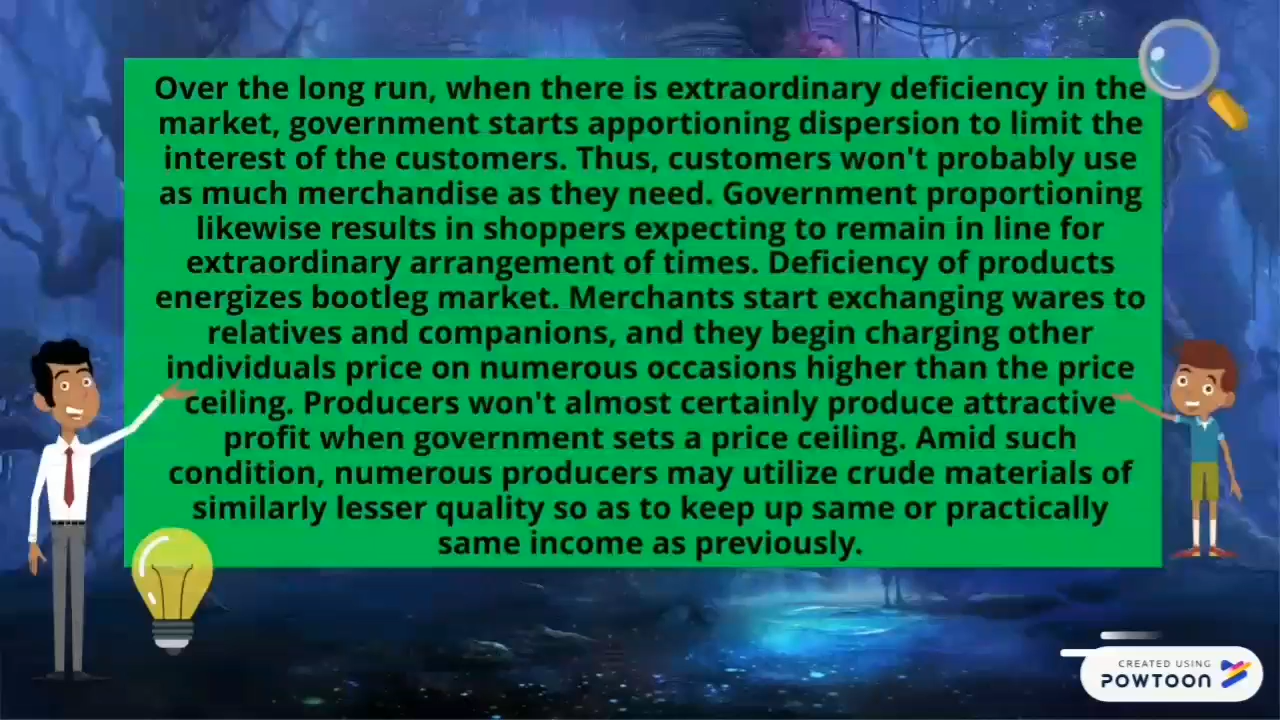 Over the long run, when there is extraordinary deficiency in the
market, government starts apportioning dispersion to limit the
interest of the customers. Thus, customers won't probably use
as much merchandise as they need. Government proportioning
likewise results in shoppers expecting to remain in line for
extraordinary arrangement of times. Deficiency of products
energizes bootleg market. Merchants start exchanging wares to
relatives and companions, and they begin charging other
individuals price on numerous occasions higher than the price
ceiling. Producers won't almost certainly produce attractive
profit when government sets a price ceiling. Amid such
condition, numerous producers may utilize crude materials of
similarly lesser quality so as to keep up same or practically
same income as previously.
CREATED USING
POWTOON